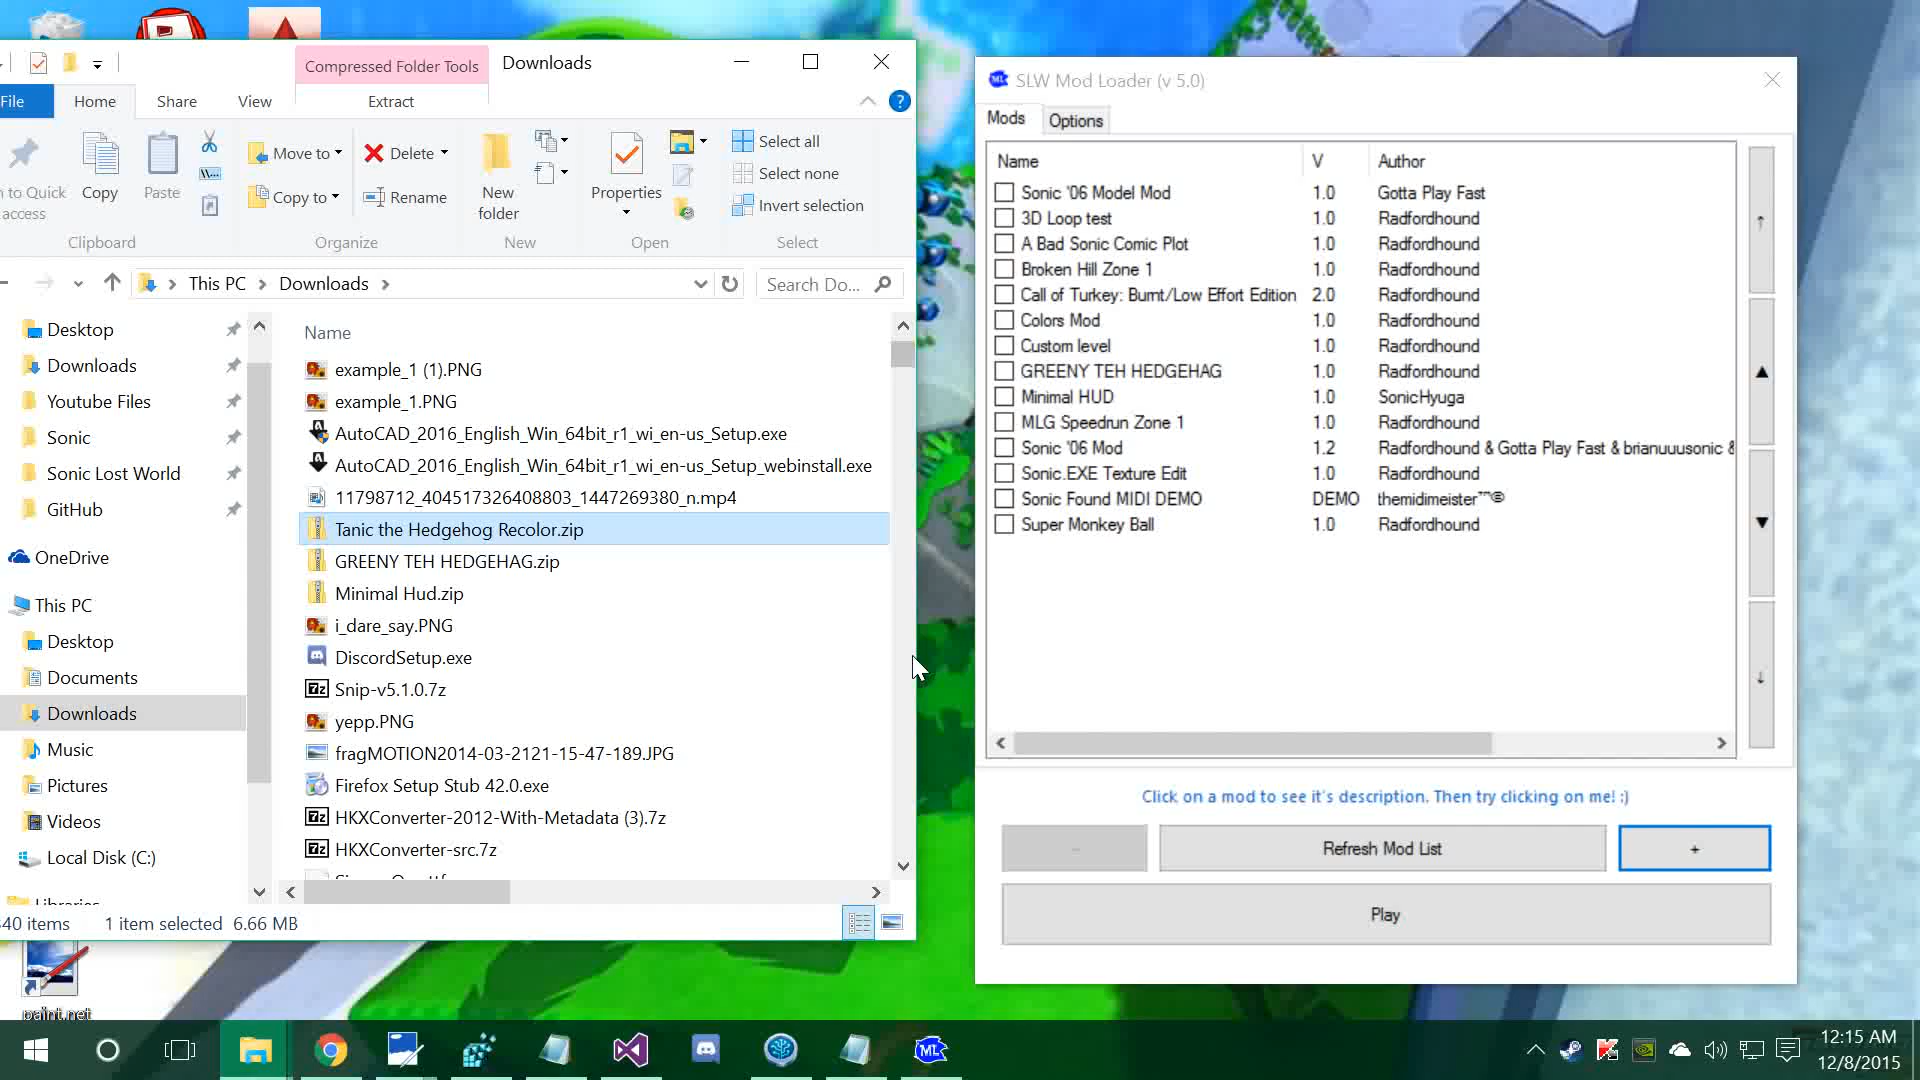 Compressed Folder Tools
Downloads
File
Home
Share
View
Extract
?
to Quick
access
Copy
Paste
Move to
Copy to
Delete
Rename
New
folder
Properties
Select all
Select none
Invert selection
Clipboard
Organize
New
Open
Select
This PC
Downloads
Search Do...
Desktop
Downloads
Youtube Files
Sonic
Sonic Lost World
GitHub
OneDrive
This PC
Desktop
Documents
Downloads
Music
Pictures
Videos
Local Disk (C:)
Libraries
Name
example_1 (1).PNG
example_1.PNG
AutoCAD_2016_English_Win_64bit_r1_wi_en-us_Setup.exe
AutoCAD_2016_English_Win_64bit_r1_wi_en-us_Setup_webinstall.exe
11798712_404517326408803_1447269380_n.mp4
Tanic the Hedgehog Recolor.zip
GREENY TEH HEDGEHAG.zip
Minimal Hud.zip
i_dare_say.PNG
DiscordSetup.exe
Snip-v5.1.0.7z
yepp.PNG
fragMOTION2014-03-2121-15-47-189.JPG
Firefox Setup Stub 42.0.exe
HKXConverter-2012-With-Metadata (3).7z
HKXConverter-src.7z
40 items 1 item selected 6.66 MB
paint.net
ML SLW Mod Loader (v 5.0)
Mods
Options
Name V Author
Sonic '06 Model Mod 1.0 Gotta Play Fast
3D Loop test 1.0 Radfordhound
A Bad Sonic Comic Plot 1.0 Radfordhound
Broken Hill Zone 1 1.0 Radfordhound
Call of Turkey: Burnt/Low Effort Edition 2.0 Radfordhound
Colors Mod 1.0 Radfordhound
Custom level 1.0 Radfordhound
GREENY TEH HEDGEHAG 1.0 Radfordhound
Minimal HUD 1.0 SonicHyuga
MLG Speedrun Zone 1 1.0 Radfordhound
Sonic '06 Mod 1.2 Radfordhound & Gotta Play Fast & brianuuusonic &
Sonic.EXE Texture Edit 1.0 Radfordhound
Sonic Found MIDI DEMO DEMO themidimeister™®
Super Monkey Ball 1.0 Radfordhound
Click on a mod to see it's description. Then try clicking on me! :)
-
Refresh Mod List
+
Play
ML
12:15 AM
12/8/2015